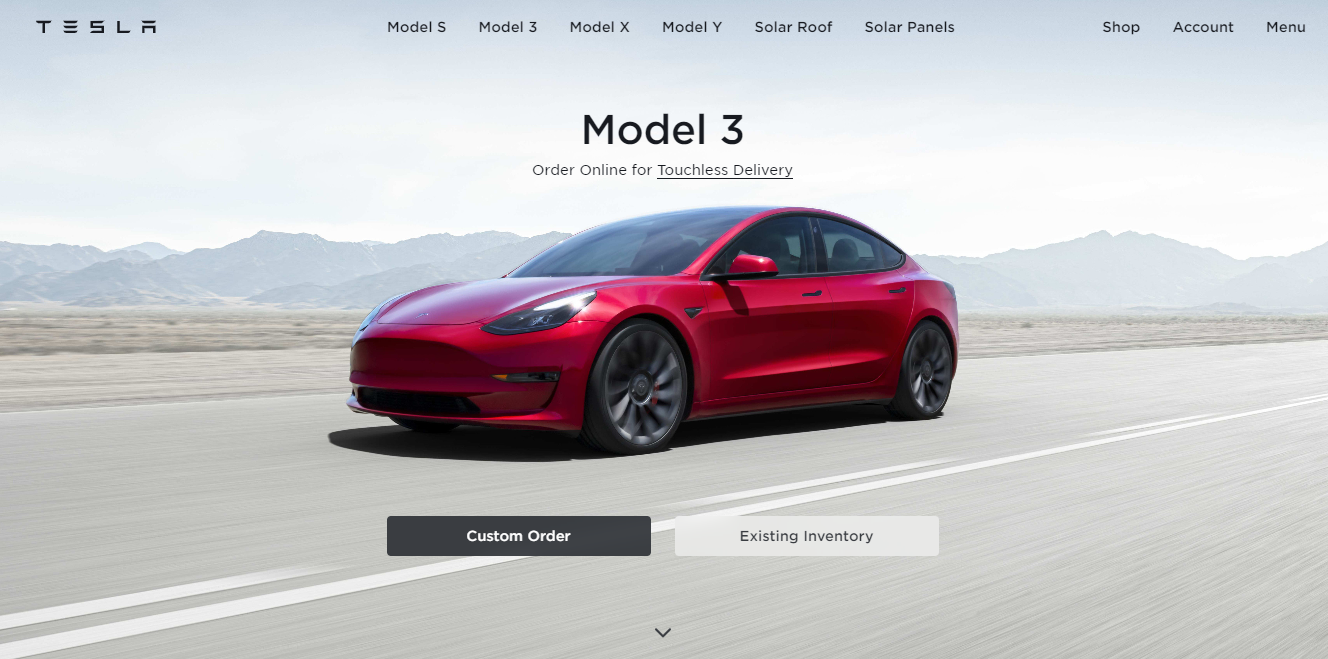 TESLA Model S Model 3 Model X Model Y Solar Roof Solar Panels Shop Account Menu
Model 3
Order Online for Touchless Delivery
Custom Order Existing Inventory